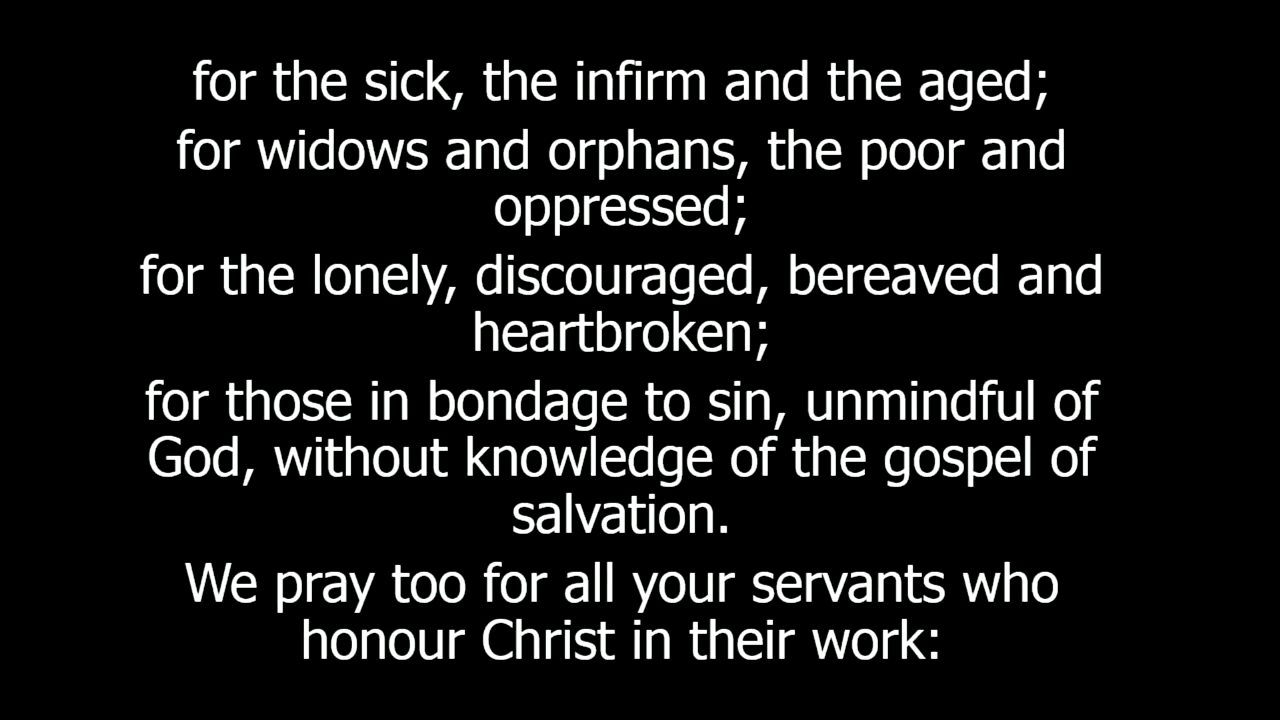 for the sick, the infirm and the aged;
for widows and orphans, the poor and
oppressed;
for the lonely, discouraged, bereaved and
heartbroken;
for those in bondage to sin, unmindful of
God, without knowledge of the gospel of
salvation.
We pray too for all your servants who
honour Christ in their work: